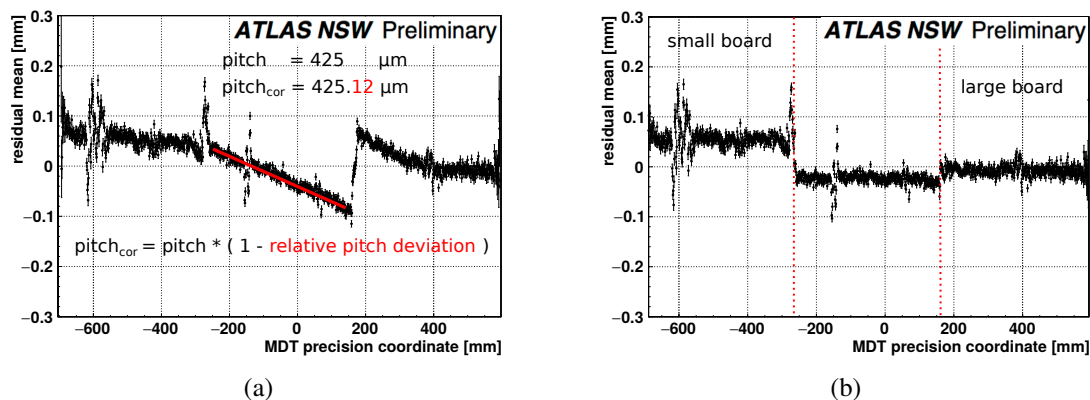 ATLAS NSW Preliminary
pitch = 425 μm
pitchcor = 425.12 μm
pitchcor = pitch * ( 1 - relative pitch deviation )
residual mean [mm]
0.3
0.2
0.1
0
−0.1
−0.2
−0.3
−600 −400 −200 0 200 400
MDT precision coordinate [mm]
(a)
ATLAS NSW Preliminary
small board
large board
residual mean [mm]
0.3
0.2
0.1
0
−0.1
−0.2
−0.3
−600 −400 −200 0 200 400
MDT precision coordinate [mm]
(b)